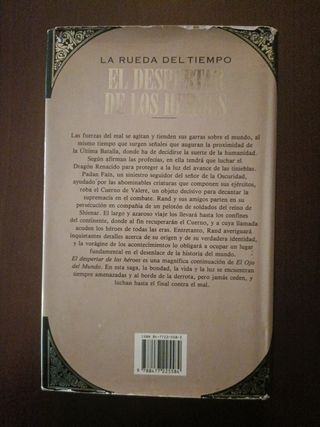 LA RUEDA DEL TIEMPO
EL DESPERTAR
DE LOS HÉROES
Las fuerzas del mal se agitan y tienden sus garras sobre el mundo, al
mismo tiempo que surgen señales que auguran la proximidad de
la Última Batalla, donde ha de decidirse la suerte de la humanidad.
Según afirman las profecías, en ella tendrá que luchar el
Dragón Renacido para proteger a la luz del avance de las tinieblas.
Padan Fain, un siniestro seguidor del señor de la Oscuridad,
ayudado por las abominables criaturas que componen sus ejércitos,
roba el Cuerno de Valere, un objeto decisivo para decantar la
supremacía en el combate. Rand y sus amigos parten en su
persecución en compañía de un pelotón de soldados del reino de
Shienar. El largo y azaroso viaje los llevará hasta los confines
del continente, donde al fin recuperarán el Cuerno, y a cuya llamada
acuden los héroes de todas las eras. Entretanto, Rand averiguará
inquietantes detalles acerca de su origen y de su verdadera identidad,
y la vorágine de los acontecimientos lo obligará a ocupar un lugar
fundamental en el desenlace de la historia del mundo.
El despertar de los héroes es una magnífica continuación de El Ojo
del Mundo. En esta saga, la bondad, la vida y la luz se encuentran
siempre amenazadas y al borde de la derrota, pero jamás ceden, y
luchan hasta el final contra el mal.
9788477225584